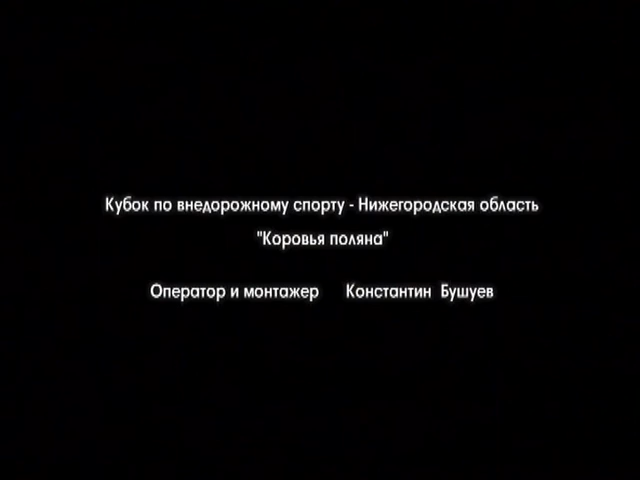 Кубок по внедорожному спорту - Нижегородская область
"Коровья поляна"
Оператор и монтажер Константин Бушуев